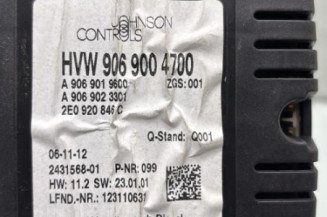 JOHNSON
CONTROLS
HVW 906 900 4700
A 906 901 9600 ZGS: 001
A 906 902 3301
2E0 920 846 C
Q-Stand: Q001
06-11-12
2431568-01 P-NR: 099
HW: 11.2 SW: 23.01.01
LFND.-NR.: 123110631